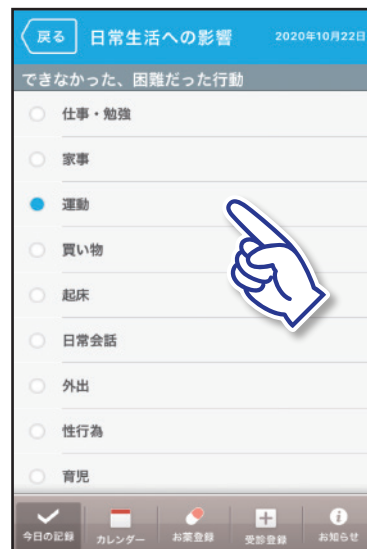 戻る 日常生活への影響 2020年10月22日
できなかった、困難だった行動
仕事・勉強
家事
運動
買い物
起床
日常会話
外出
性行為
育児
今日の記録 カレンダー お薬登録 受診登録 お知らせ